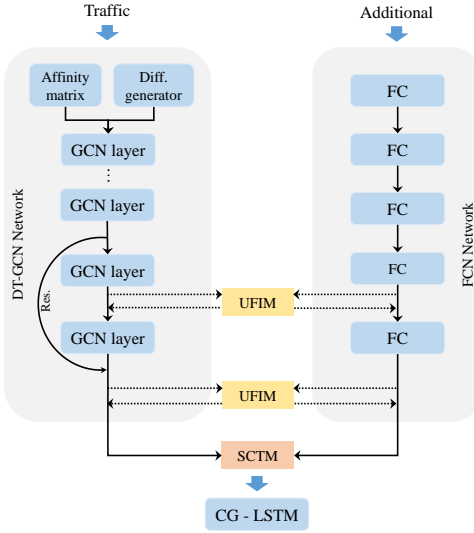 Traffic
Additional
Affinity
matrix
Diff.
generator
GCN layer
...
GCN layer
GCN layer
GCN layer
Res.
DT-GCN Network
FC
FC
FC
FC
FC
FCN Network
UFIM
UFIM
SCTM
CG - LSTM